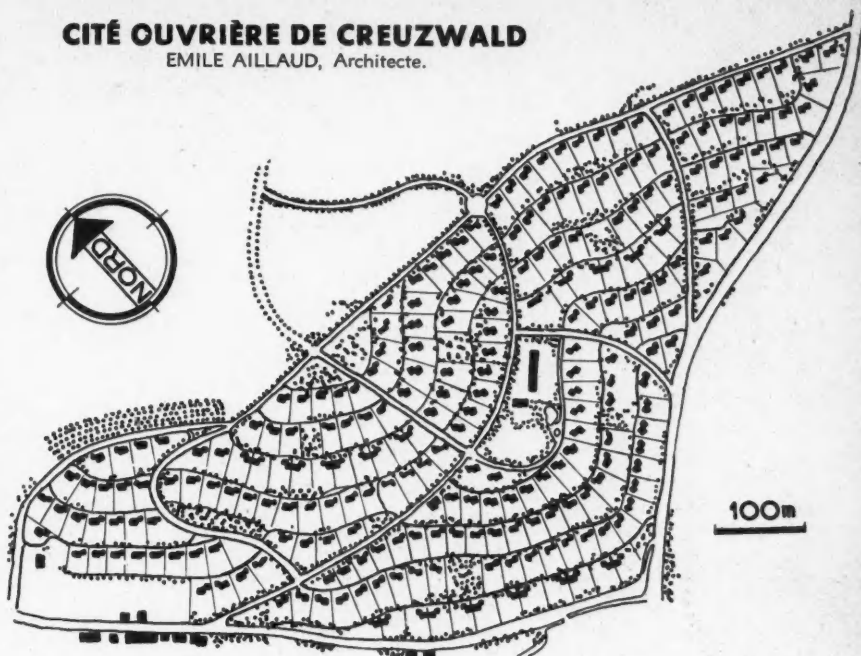 CITÉ OUVRIÈRE DE CREUZWALD
EMILE AILLAUD, Architecte.
NORD
100m